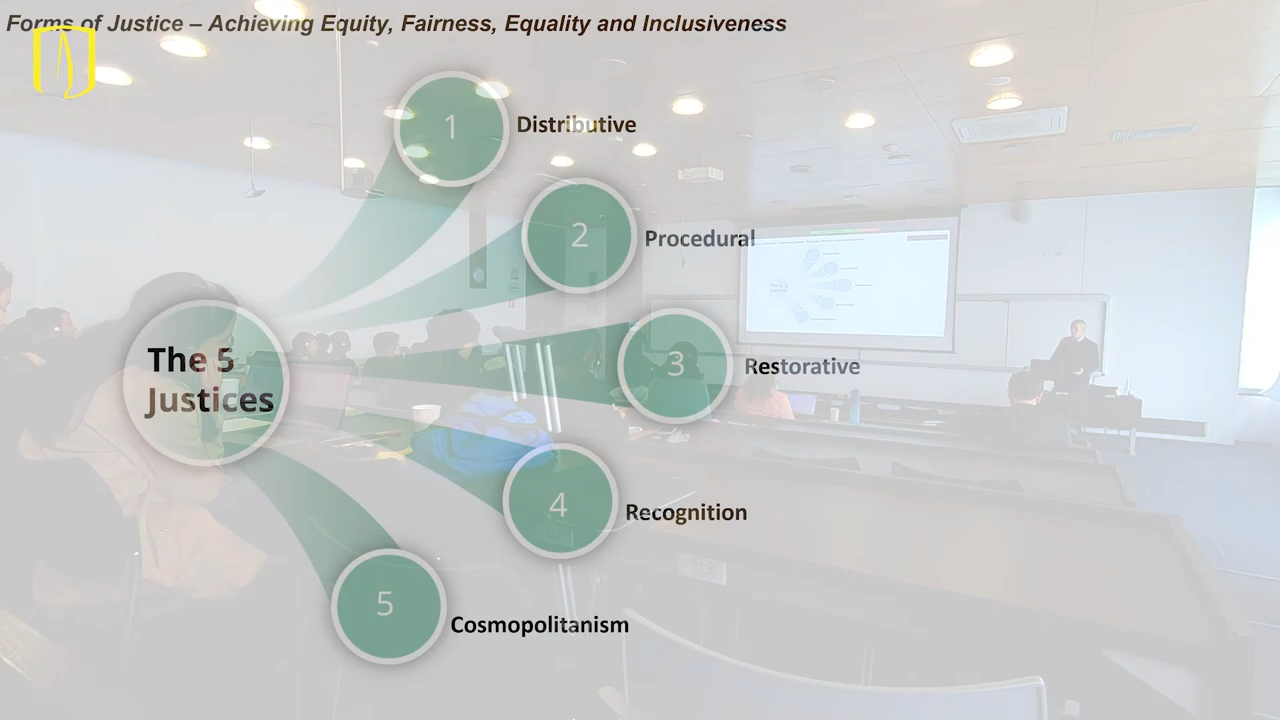 Forms of Justice – Achieving Equity, Fairness, Equality and Inclusiveness
1
Distributive
2
Procedural
The 5
Justices
3
Restorative
4
Recognition
5
Cosmopolitanism